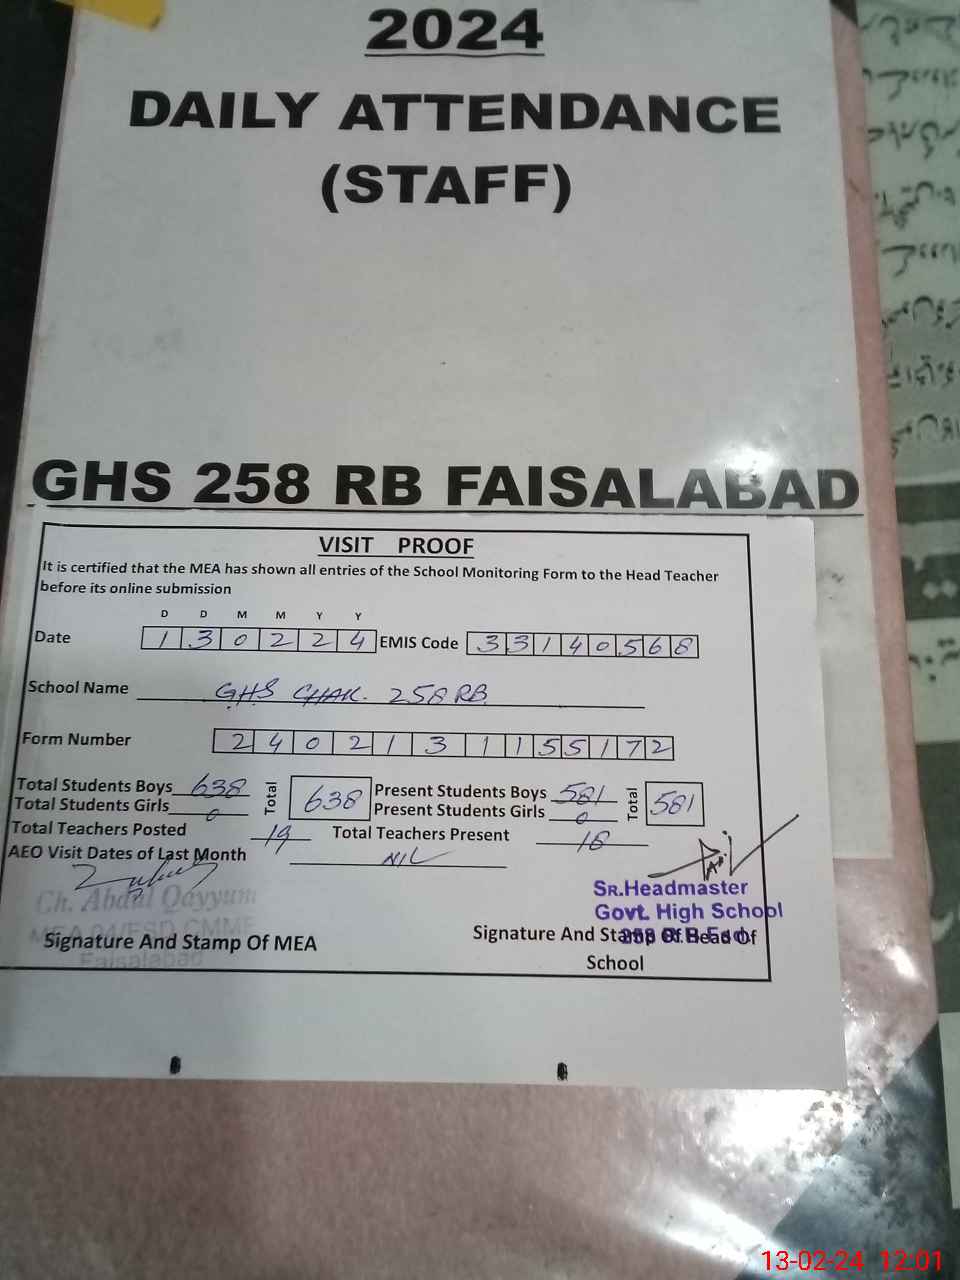 2024
DAILY ATTENDANCE
(STAFF)
GHS 258 RB FAISALABAD
VISIT PROOF
It is certified that the MEA has shown all entries of the School Monitoring Form to the Head Teacher
before its online submission
D D M M Y Y
Date 1 3 0 2 2 4 EMIS Code 3 3 1 4 0 5 6 8
School Name GHS CHAK. 258 RB.
Form Number 2 4 0 2 1 3 1 1 5 5 1 7 2
Total Students Boys 638 Total 638 Present Students Boys 581 Total 581
Total Students Girls 0 Present Students Girls 0
Total Teachers Posted 19 Total Teachers Present 18
AEO Visit Dates of Last Month NIL
Ch. Abdul Qayyum
Faisalabad
Signature And Stamp Of MEA
SR.Headmaster
Govt. High School
258 R.B
Signature And Stamp Of Head Of
School
13-02-24 12:01